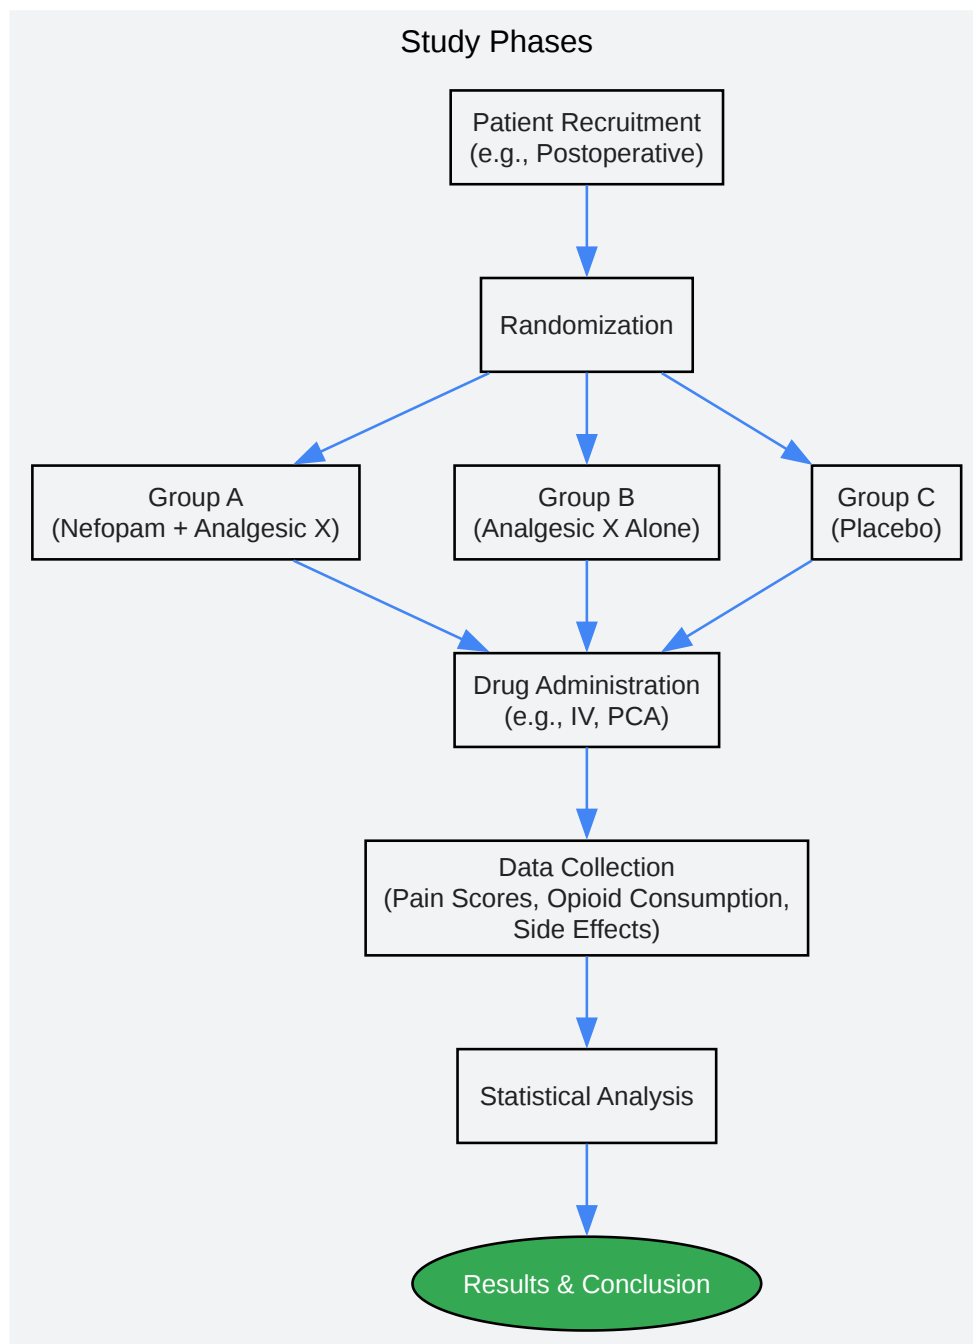 Study Phases
Patient Recruitment
(e.g., Postoperative)
Randomization
Group A
(Nefopam + Analgesic X)
Group B
(Analgesic X Alone)
Group C
(Placebo)
Drug Administration
(e.g., IV, PCA)
Data Collection
(Pain Scores, Opioid Consumption,
Side Effects)
Statistical Analysis
Results & Conclusion